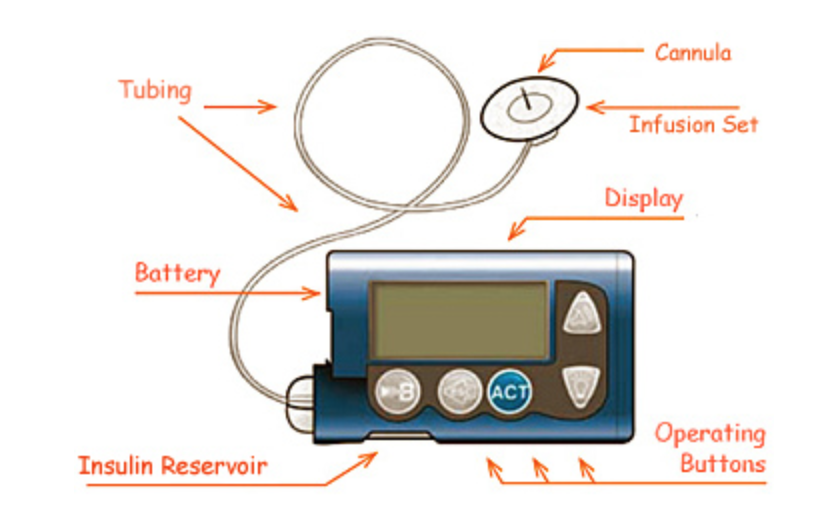 Cannula
Tubing
Infusion Set
Display
Battery
B
ACT
Operating
Buttons
Insulin Reservoir